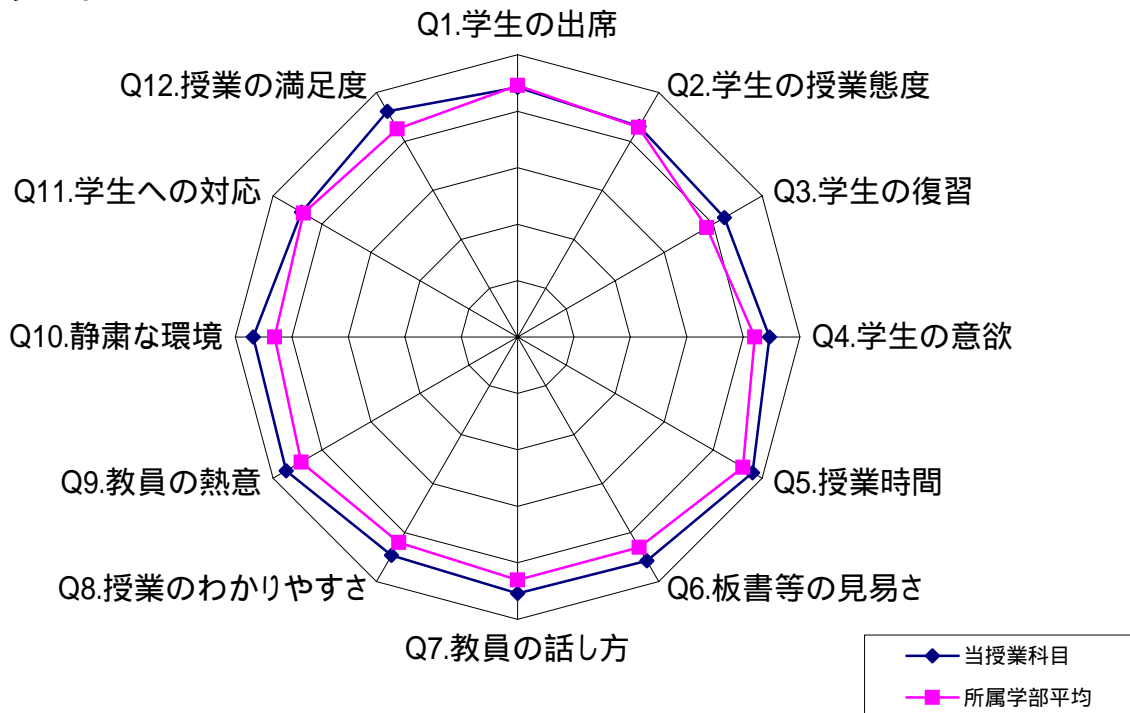 Q1.学生の出席
Q2.学生の授業態度
Q3.学生の復習
Q4.学生の意欲
Q5.授業時間
Q6.板書等の見易さ
Q7.教員の話し方
Q8.授業のわかりやすさ
Q9.教員の熱意
Q10.静粛な環境
Q11.学生への対応
Q12.授業の満足度
当授業科目
所属学部平均